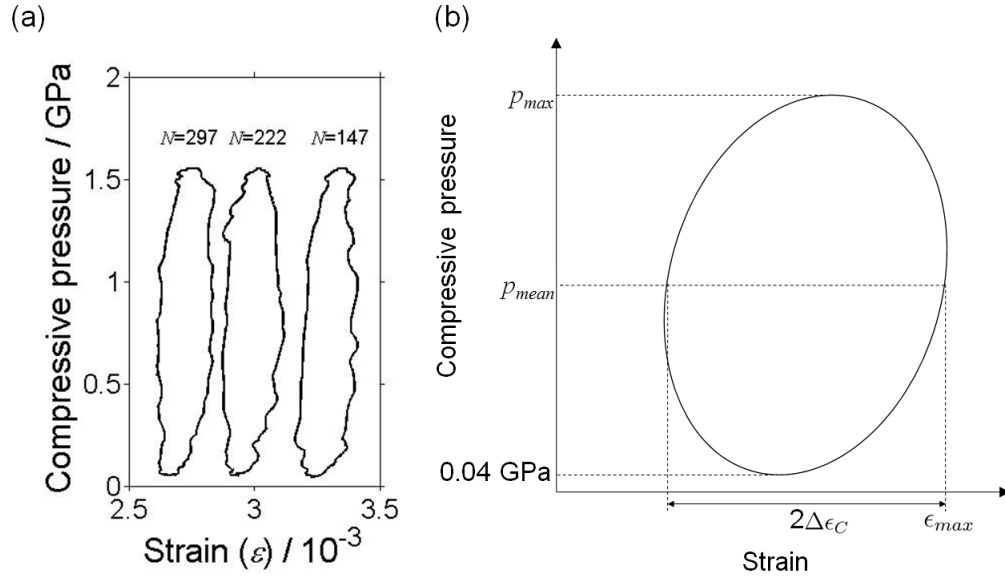 (a)
Compressive pressure / GPa
2
1.5
1
0.5
0
N=297 N=222 N=147
2.5 3 3.5
Strain (ε) / 10⁻³
(b)
Compressive pressure
p_max
p_mean
0.04 GPa
2Δϵ_C
ϵ_max
Strain